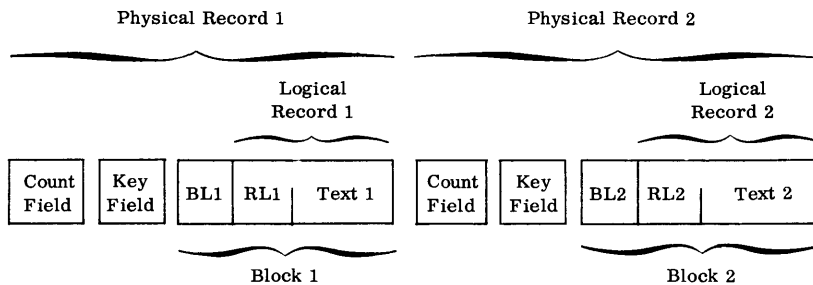 Physical Record 1 Physical Record 2
Logical Record 1 Logical Record 2
Count Field Key Field BL1 RL1 Text 1 Count Field Key Field BL2 RL2 Text 2
Block 1 Block 2